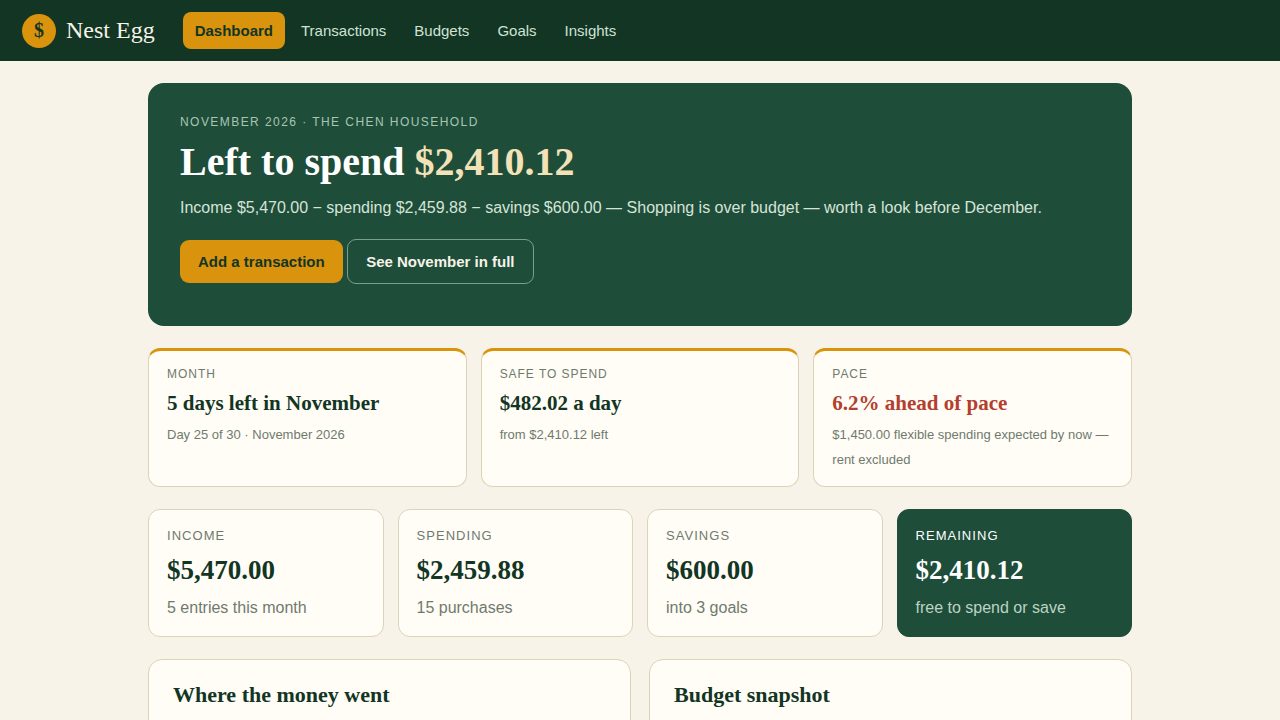 $ Nest Egg Dashboard Transactions Budgets Goals Insights
NOVEMBER 2026 · THE CHEN HOUSEHOLD
Left to spend $2,410.12
Income $5,470.00 − spending $2,459.88 − savings $600.00 — Shopping is over budget — worth a look before December.
Add a transaction See November in full
MONTH
5 days left in November
Day 25 of 30 · November 2026
SAFE TO SPEND
$482.02 a day
from $2,410.12 left
PACE
6.2% ahead of pace
$1,450.00 flexible spending expected by now —
rent excluded
INCOME
$5,470.00
5 entries this month
SPENDING
$2,459.88
15 purchases
SAVINGS
$600.00
into 3 goals
REMAINING
$2,410.12
free to spend or save
Where the money went
Budget snapshot